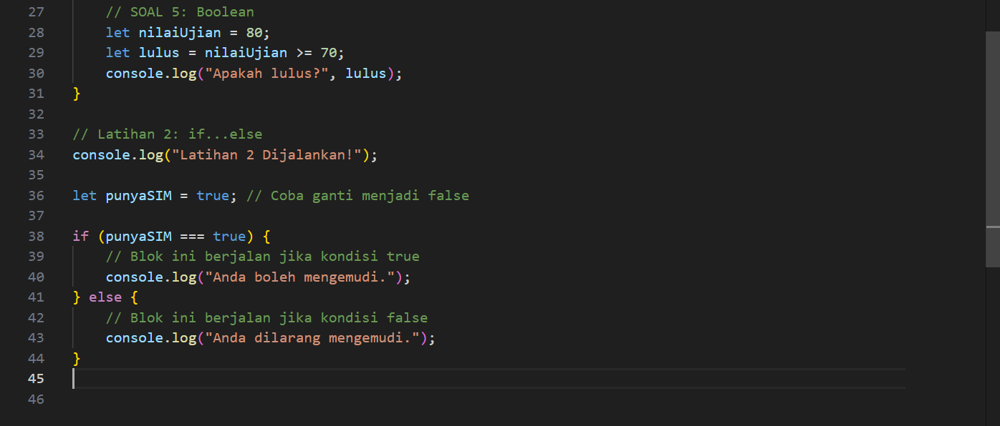 27 // SOAL 5: Boolean
28 let nilaiUjian = 80;
29 let lulus = nilaiUjian >= 70;
30 console.log("Apakah lulus?", lulus);
31 }
32
33 // Latihan 2: if...else
34 console.log("Latihan 2 Dijalankan!");
35
36 let punyaSIM = true; // Coba ganti menjadi false
37
38 if (punyaSIM === true) {
39 // Blok ini berjalan jika kondisi true
40 console.log("Anda boleh mengemudi.");
41 } else {
42 // Blok ini berjalan jika kondisi false
43 console.log("Anda dilarang mengemudi.");
44 }
45
46